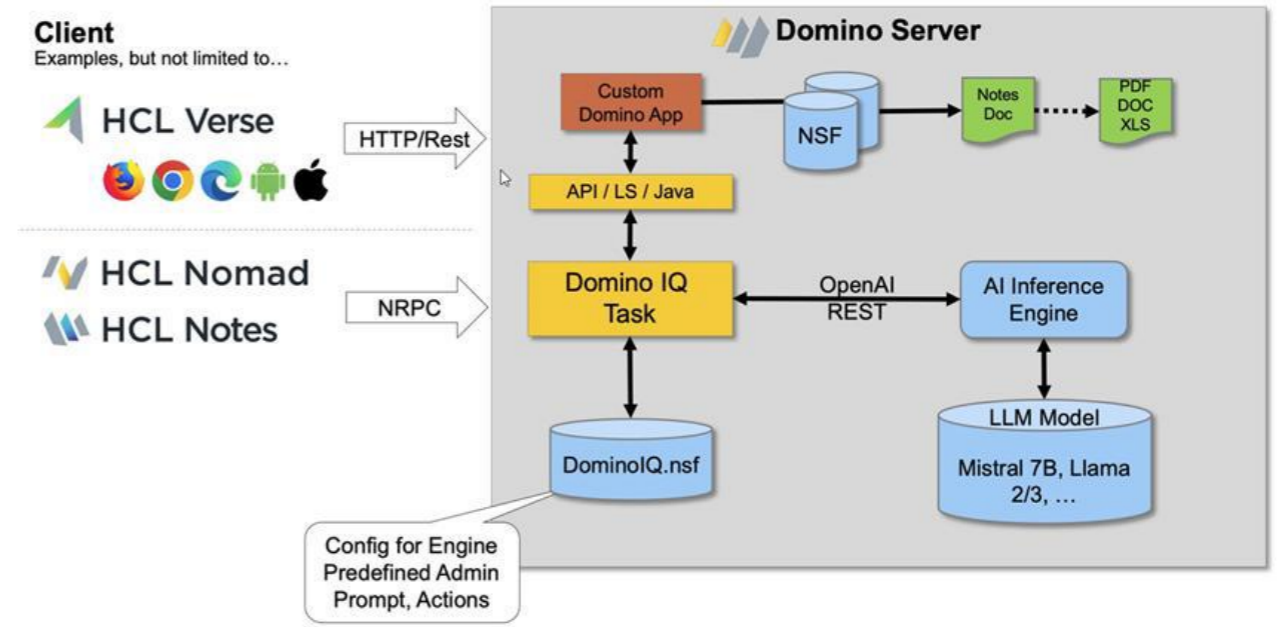 Client
Examples, but not limited to…
HCL Verse
HTTP/Rest
HCL Nomad
HCL Notes
NRPC
Domino Server
Custom
Domino App
NSF
Notes
Doc
PDF
DOC
XLS
API / LS / Java
Domino IQ
Task
OpenAI
REST
AI Inference
Engine
DominoIQ.nsf
LLM Model
Mistral 7B, Llama
2/3, …
Config for Engine
Predefined Admin
Prompt, Actions